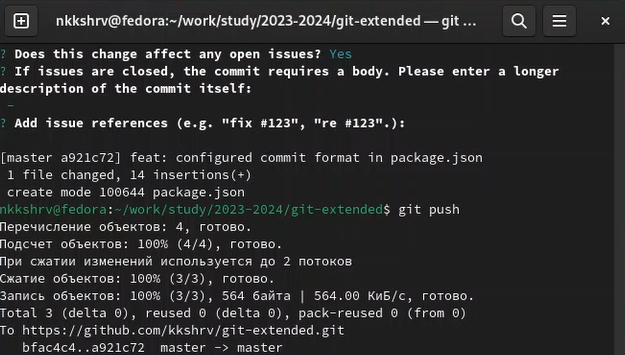 nkkshrv@fedora:~/work/study/2023-2024/git-extended — git ...
? Does this change affect any open issues? Yes
? If issues are closed, the commit requires a body. Please enter a longer
description of the commit itself:
-
? Add issue references (e.g. "fix #123", "re #123".):
[master a921c72] feat: configured commit format in package.json
1 file changed, 14 insertions(+)
create mode 100644 package.json
nkkshrv@fedora:~/work/study/2023-2024/git-extended$ git push
Перечисление объектов: 4, готово.
Подсчет объектов: 100% (4/4), готово.
При сжатии изменений используется до 2 потоков
Сжатие объектов: 100% (3/3), готово.
Запись объектов: 100% (3/3), 564 байта | 564.00 КиБ/с, готово.
Total 3 (delta 0), reused 0 (delta 0), pack-reused 0 (from 0)
To https://github.com/kkshrv/git-extended.git
bfac4c4..a921c72 master -> master